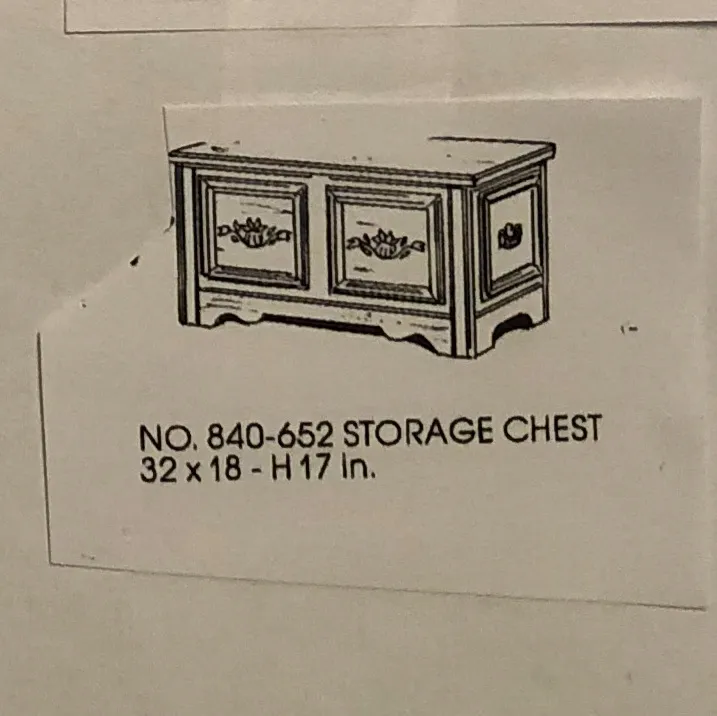 NO. 840-652 STORAGE CHEST
32 x 18 - H 17 in.